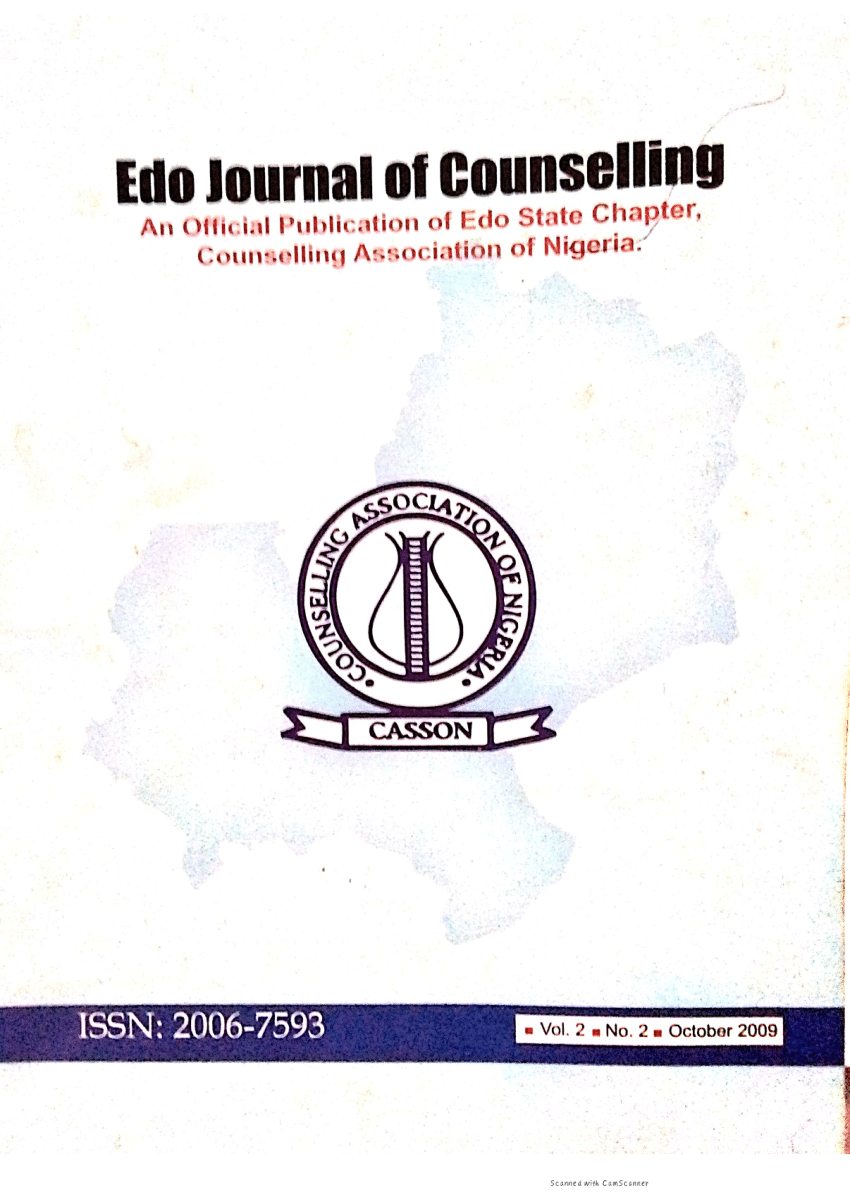 Edo Journal of Counselling
An Official Publication of Edo State Chapter,
Counselling Association of Nigeria.
• COUNSELLING ASSOCIATION OF NIGERIA •
CASSON
ISSN: 2006-7593
▪ Vol. 2 ▪ No. 2 ▪ October 2009
Scanned with CamScanner